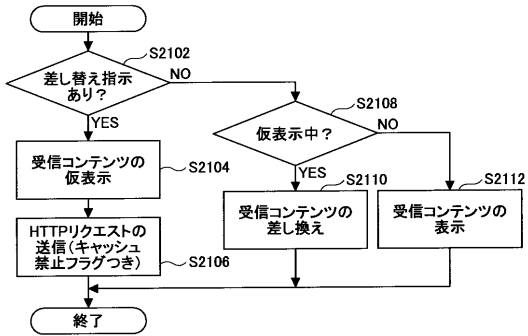 開始
S2102
差し替え指示
あり?
NO
YES
S2108
仮表示中?
NO
YES
受信コンテンツの
仮表示
S2104
S2110
受信コンテンツの
差し換え
S2112
受信コンテンツの
表示
HTTPリクエストの
送信(キャッシュ
禁止フラグつき)
S2106
終了